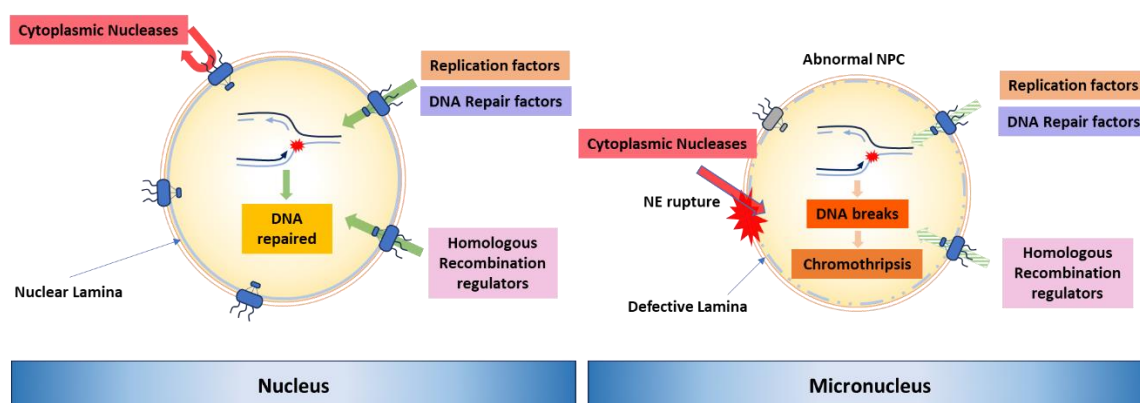 Cytoplasmic Nucleases
Replication factors
DNA Repair factors
DNA
repaired
Homologous
Recombination
regulators
Nuclear Lamina
Nucleus
Abnormal NPC
Replication factors
DNA Repair factors
Cytoplasmic Nucleases
NE rupture
DNA breaks
Chromothripsis
Homologous
Recombination
regulators
Defective Lamina
Micronucleus